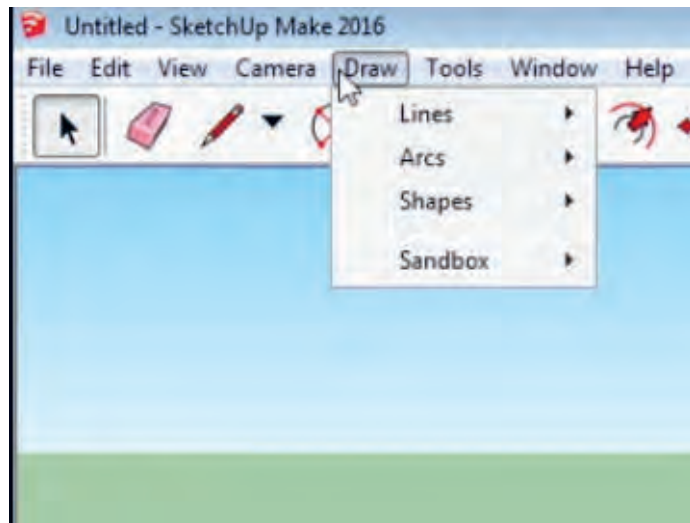 Untitled - SketchUp Make 2016
File Edit View Camera Draw Tools Window Help
Lines
Arcs
Shapes
Sandbox